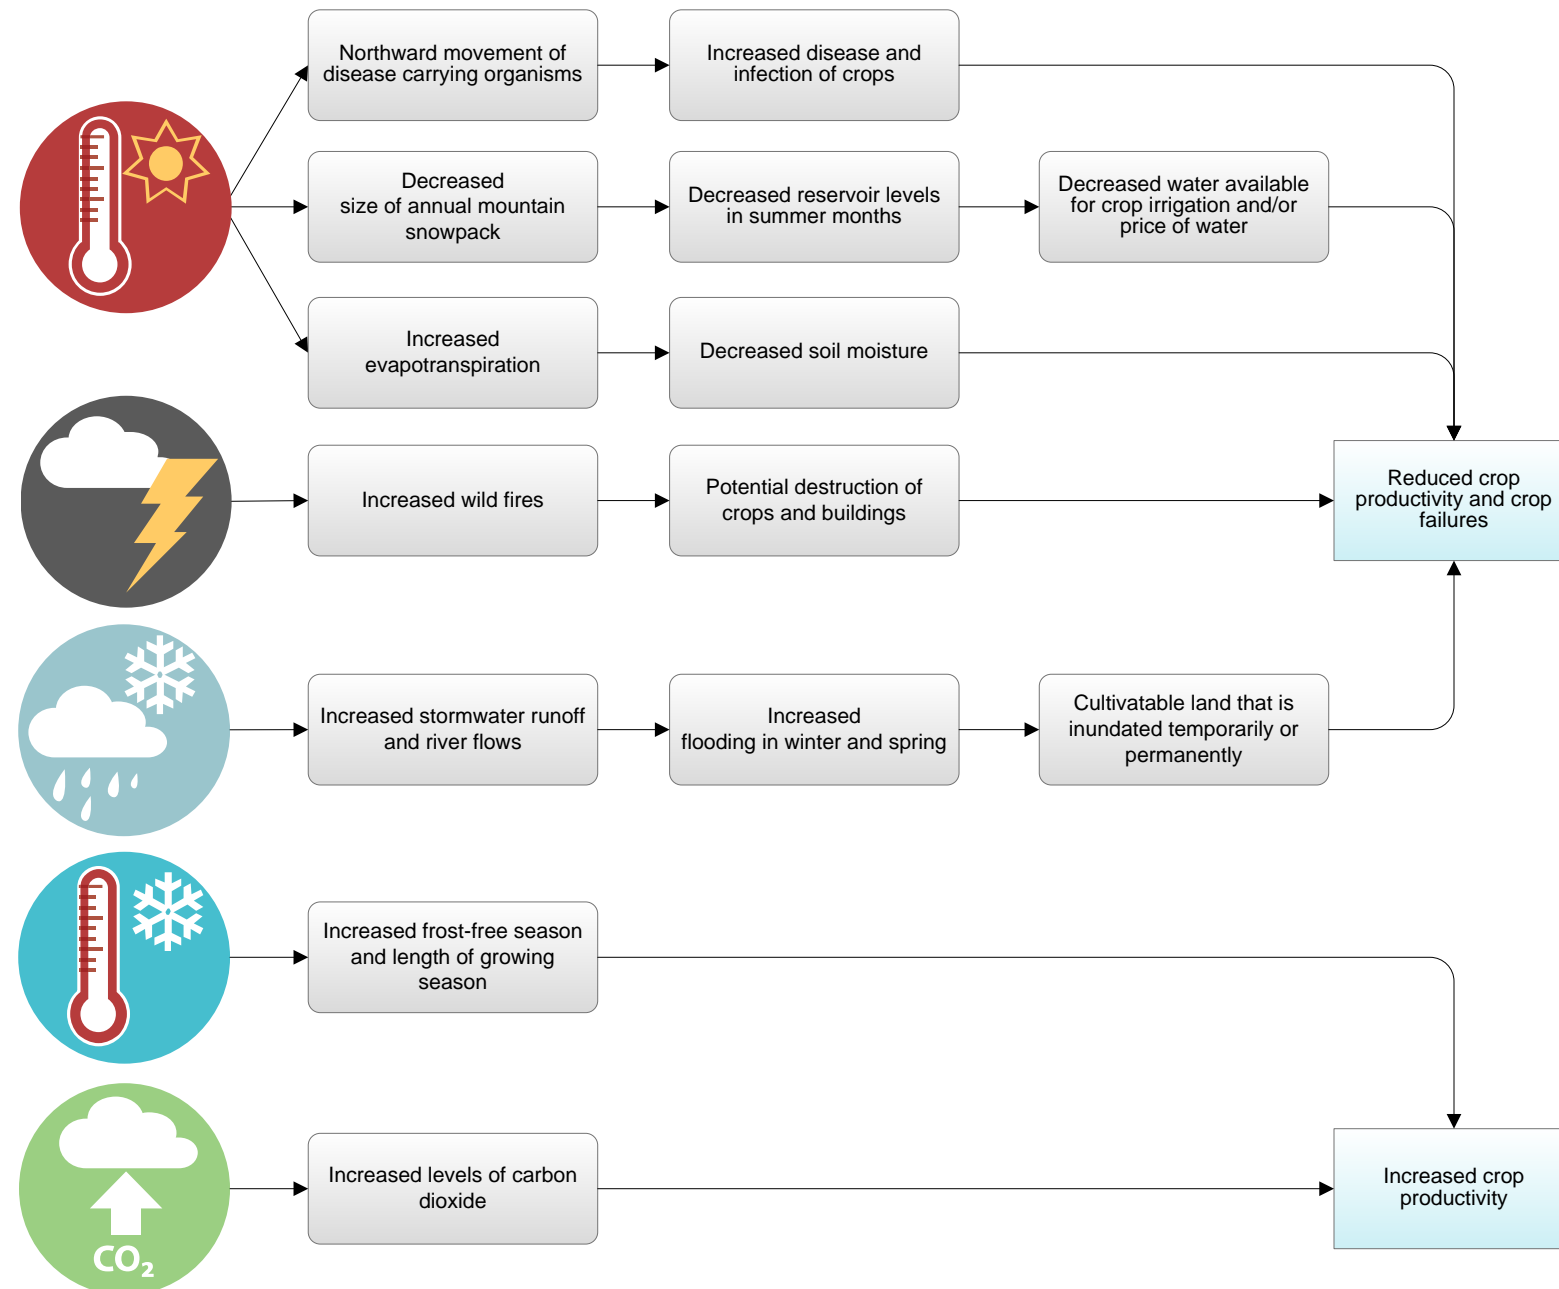 Northward movement of
disease carrying organisms
Increased disease and
infection of crops
Decreased
size of annual mountain
snowpack
Decreased reservoir levels
in summer months
Decreased water available
for crop irrigation and/or
price of water
Increased
evapotranspiration
Decreased soil moisture
Increased wild fires
Potential destruction of
crops and buildings
Reduced crop
productivity and crop
failures
Increased stormwater runoff
and river flows
Increased
flooding in winter and spring
Cultivatable land that is
inundated temporarily or
permanently
Increased frost-free season
and length of growing
season
CO₂
Increased levels of carbon
dioxide
Increased crop
productivity